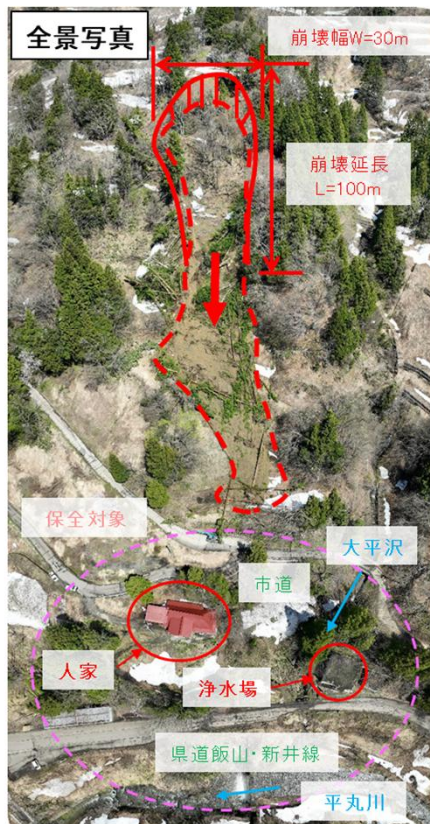 全景写真
崩壊幅W=30m
崩壊延長
L=100m
保全対象
大平沢
市道
人家
浄水場
県道飯山・新井線
平丸川